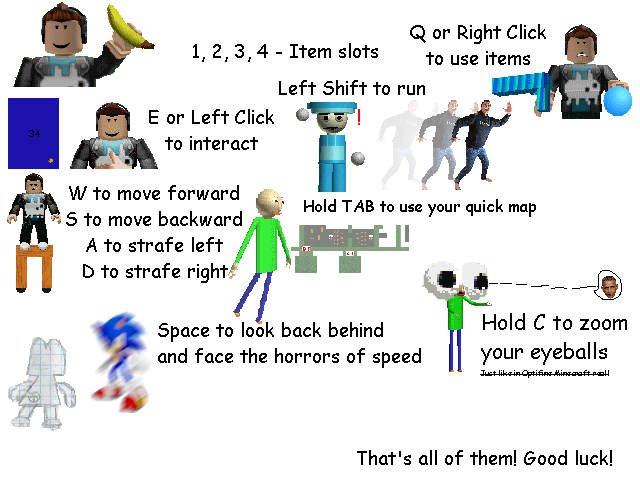 1, 2, 3, 4 - Item slots
Q or Right Click
to use items
Left Shift to run
!
34
E or Left Click
to interact
W to move forward
S to move backward
A to strafe left
D to strafe right
Hold TAB to use your quick map
Space to look back behind
and face the horrors of speed
Hold C to zoom
your eyeballs
Just like in Optifine Minecraft real!
That's all of them! Good luck!